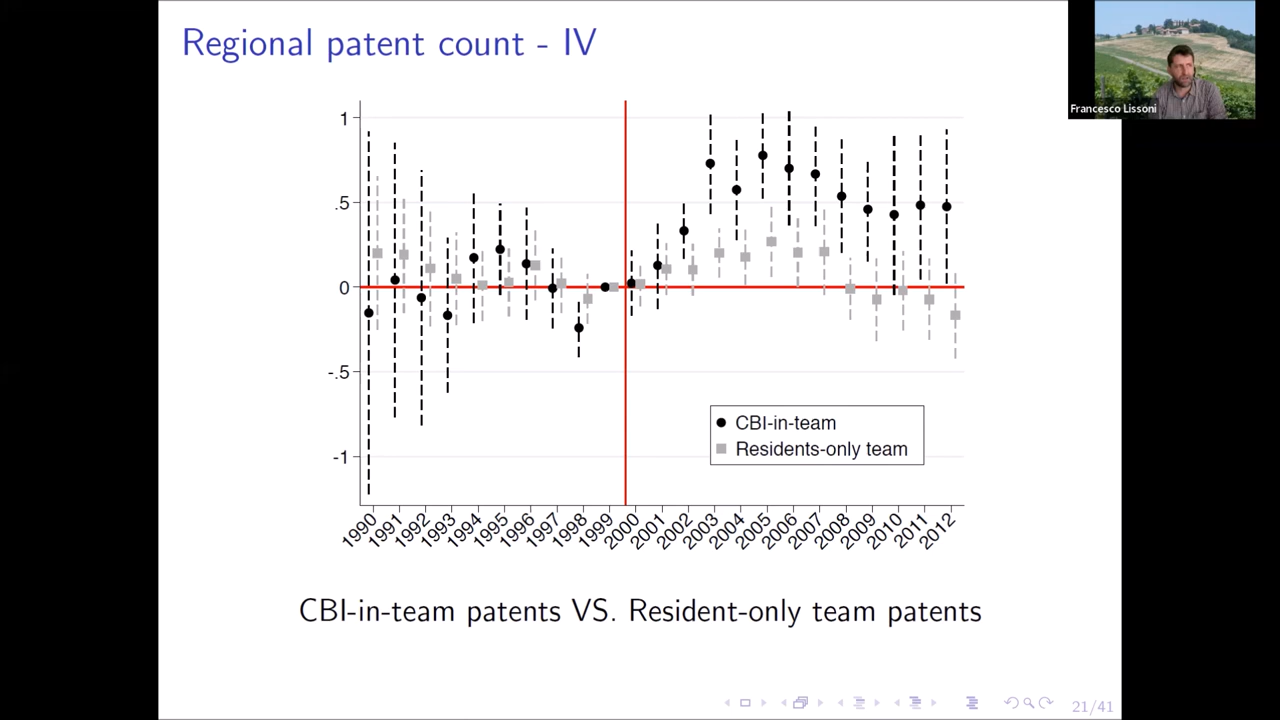 Regional patent count - IV
Francesco Lissoni
1
.5
0
-.5
-1
CBI-in-team
Residents-only team
1990 1991 1992 1993 1994 1995 1996 1997 1998 1999 2000 2001 2002 2003 2004 2005 2006 2007 2008 2009 2010 2011 2012
CBI-in-team patents VS. Resident-only team patents
21/41